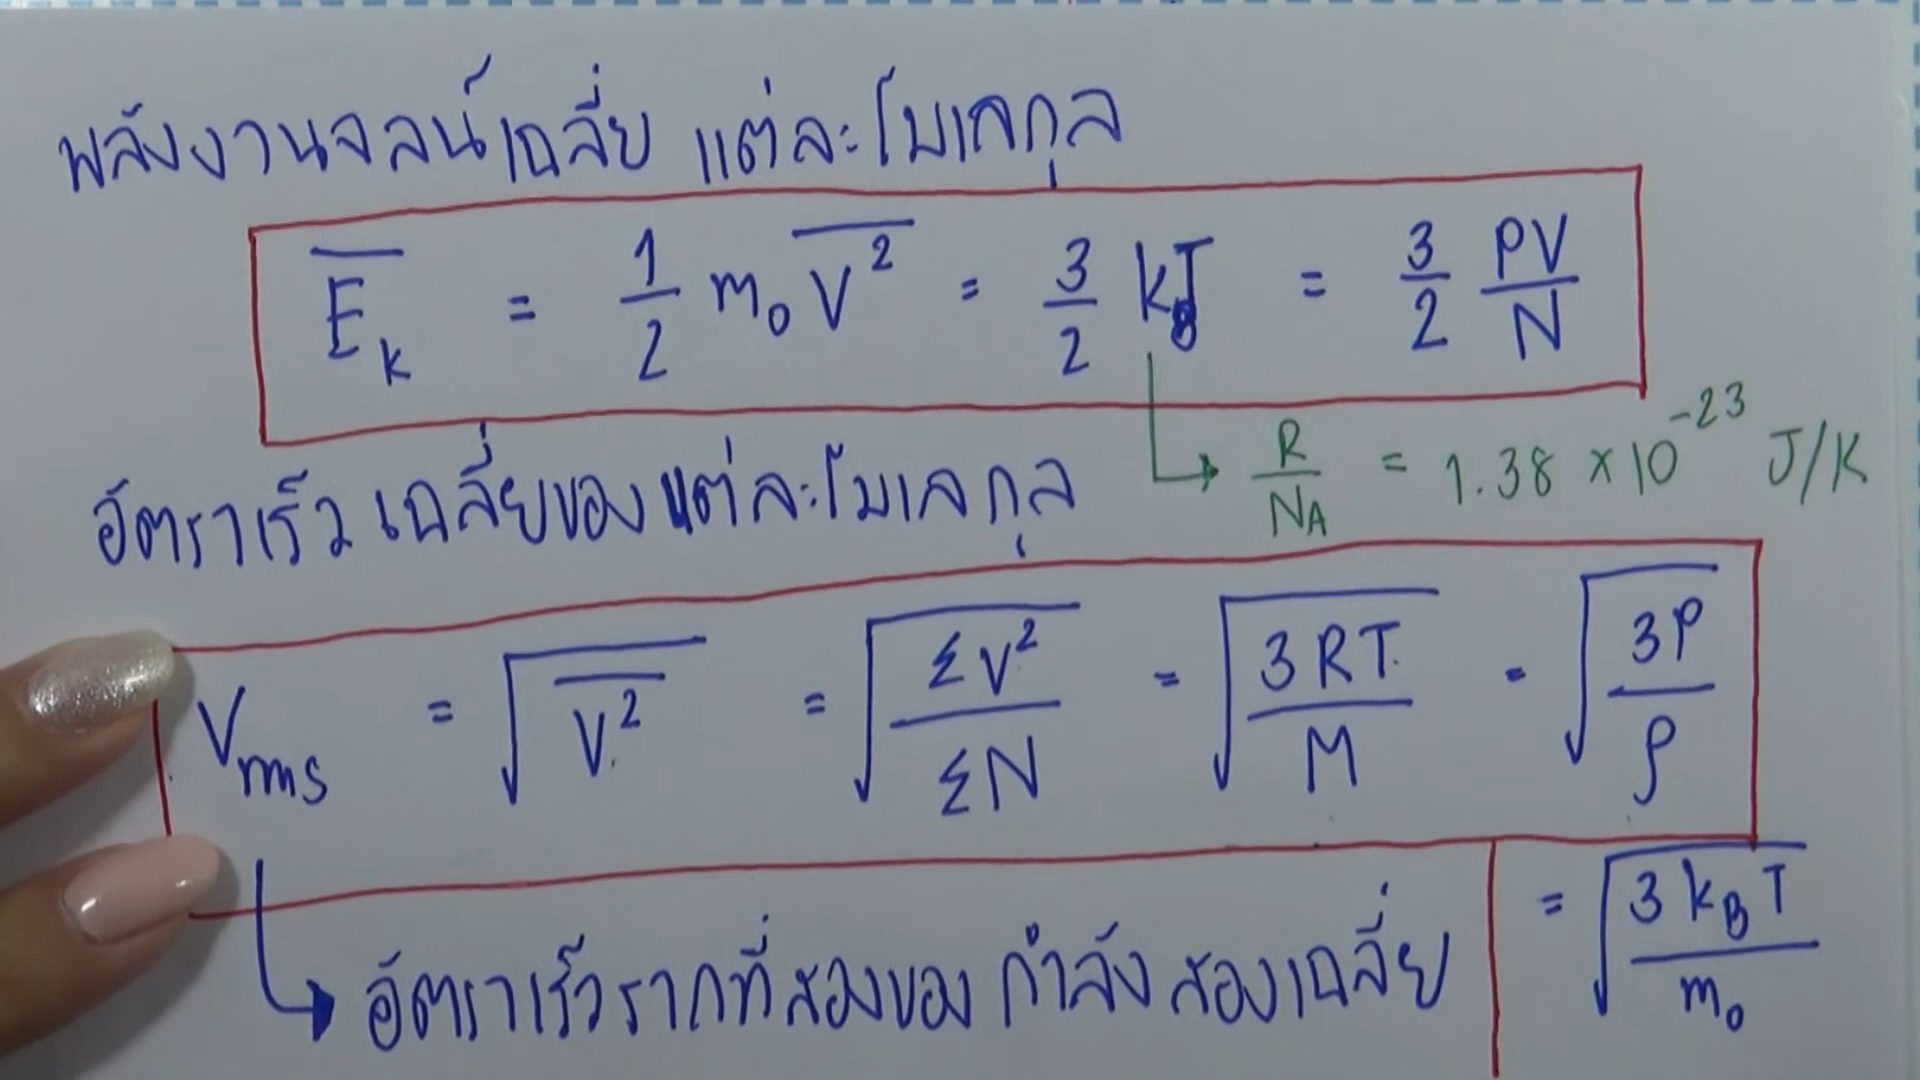 พลังงานจลน์เฉลี่ย แต่ละโมเลกุล
E̅ₖ = 1/2 m₀ v̅²̅ = 3/2 k_B T = 3/2 PV/N
R/N_A = 1.38 × 10⁻²³ J/K
อัตราเร็วเฉลี่ยของแต่ละโมเลกุล
V_rms = √(v̅²̅) = √(Σv²/ΣN) = √(3RT/M) = √(3P/ρ)
= √(3k_B T/m₀)
อัตราเร็วรากที่สองของกำลังสองเฉลี่ย